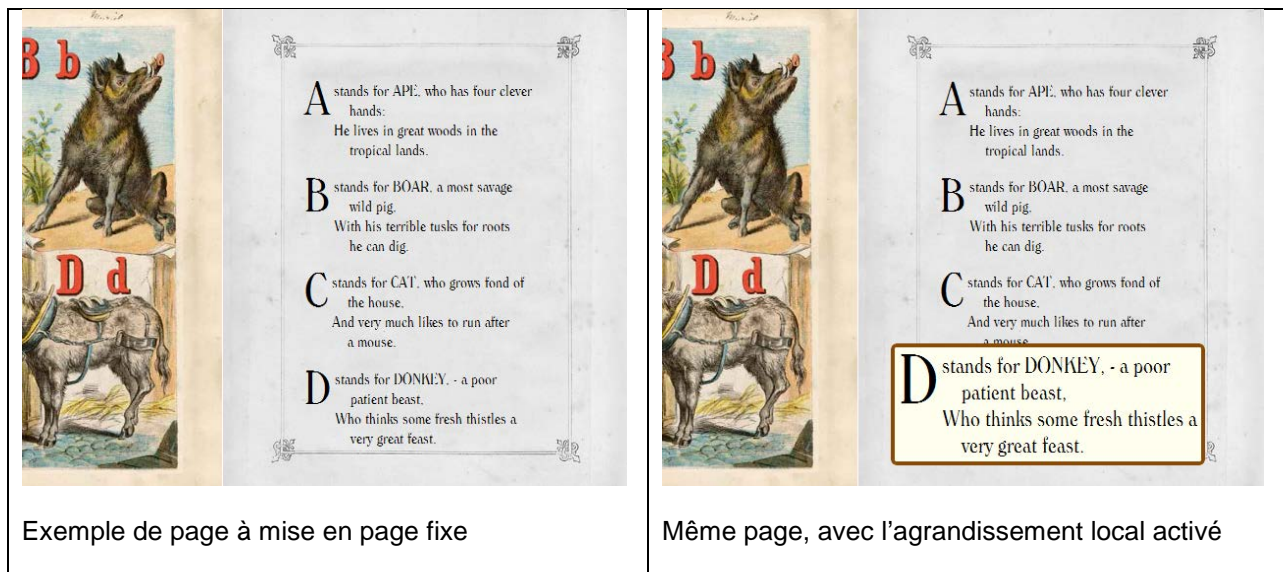 B b
D d
A stands for APE, who has four clever
hands:
He lives in great woods in the
tropical lands.
B stands for BOAR, a most savage
wild pig,
With his terrible tusks for roots
he can dig.
C stands for CAT, who grows fond of
the house,
And very much likes to run after
a mouse.
D stands for DONKEY, - a poor
patient beast,
Who thinks some fresh thistles a
very great feast.
Exemple de page à mise en page fixe
B b
D d
A stands for APE, who has four clever
hands:
He lives in great woods in the
tropical lands.
B stands for BOAR, a most savage
wild pig,
With his terrible tusks for roots
he can dig.
C stands for CAT, who grows fond of
the house,
And very much likes to run after
a mouse.
D stands for DONKEY, - a poor
patient beast,
Who thinks some fresh thistles a
very great feast.
Même page, avec l’agrandissement local activé